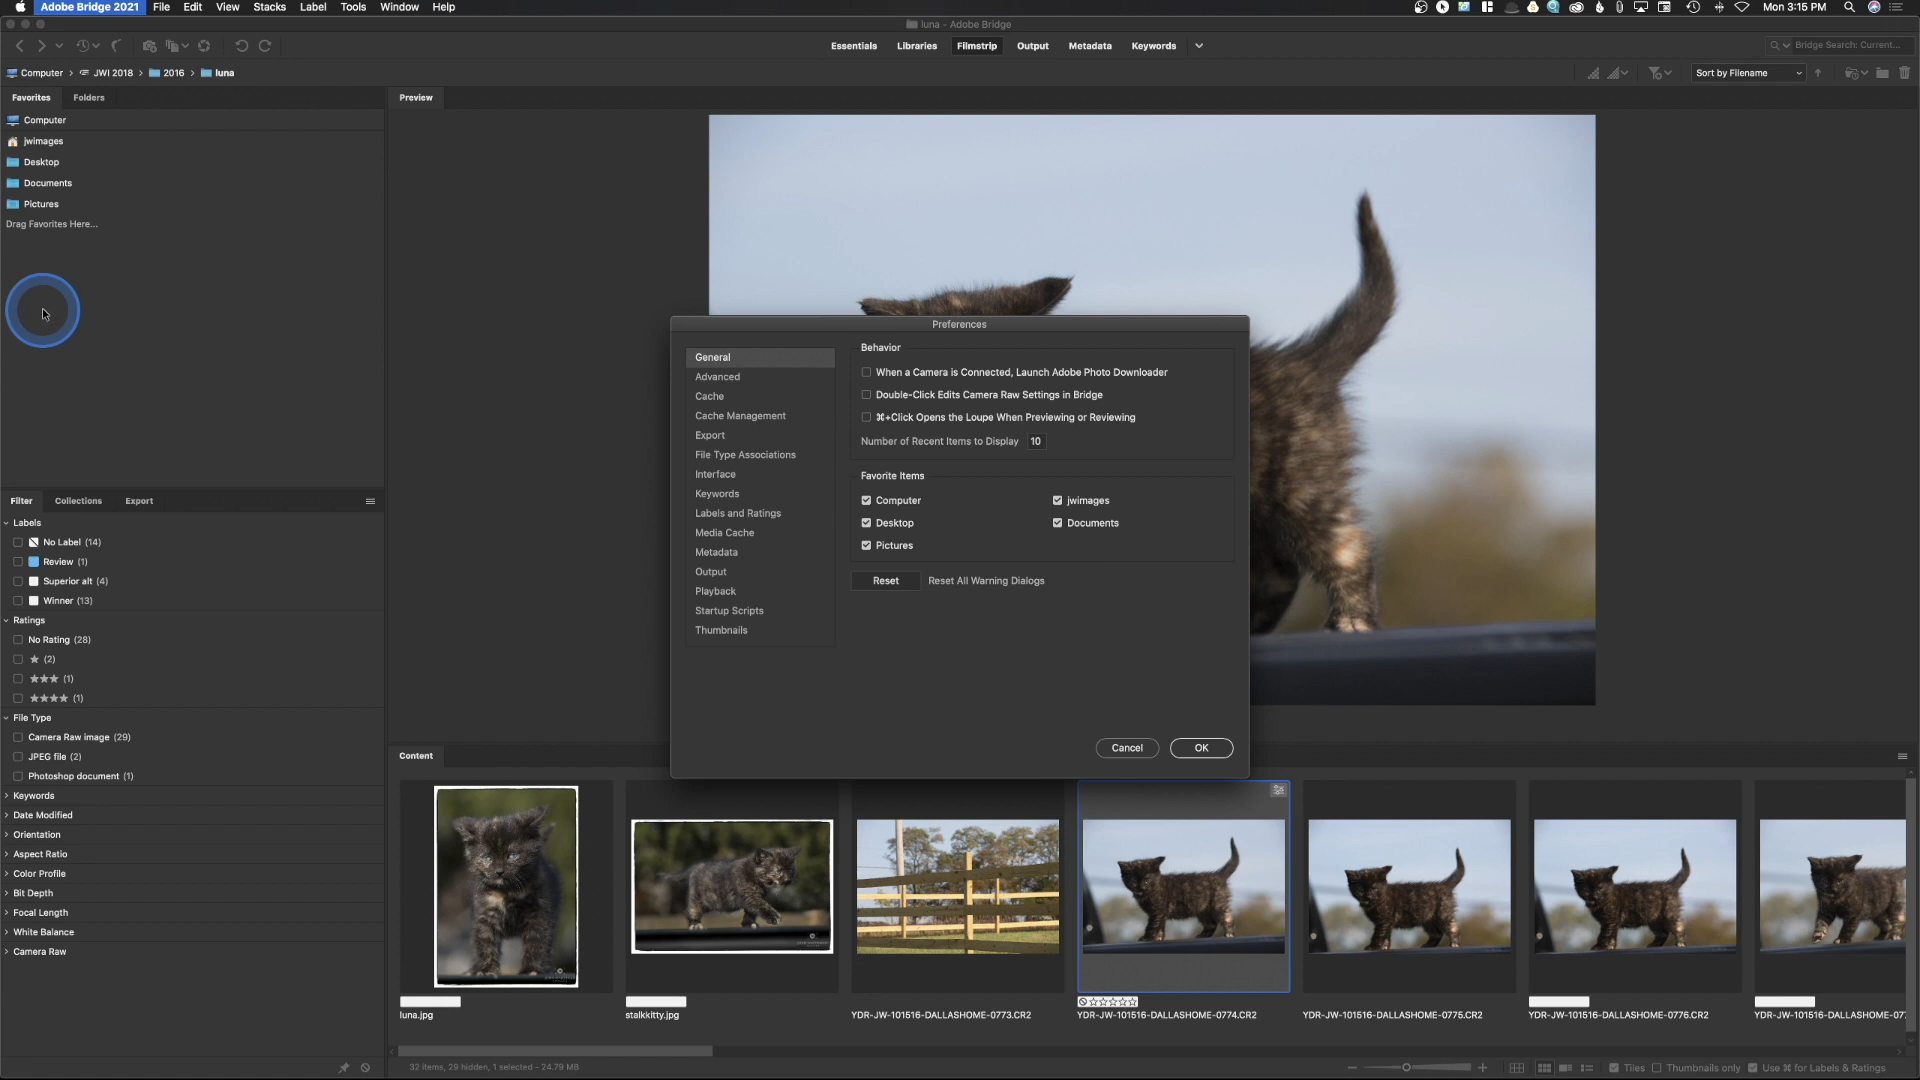 Adobe Bridge 2021 File Edit View Stacks Label Tools Window Help Mon 3:15 PM
luna - Adobe Bridge
Essentials Libraries Filmstrip Output Metadata Keywords Bridge Search: Current...
Computer › JWI 2018 › 2016 › luna Sort by Filename
Favorites Folders
Computer
jwimages
Desktop
Documents
Pictures
Drag Favorites Here...
Preview
Preferences
General
Advanced
Cache
Cache Management
Export
File Type Associations
Interface
Keywords
Labels and Ratings
Media Cache
Metadata
Output
Playback
Startup Scripts
Thumbnails
Behavior
When a Camera is Connected, Launch Adobe Photo Downloader
Double-Click Edits Camera Raw Settings in Bridge
⌘+Click Opens the Loupe When Previewing or Reviewing
Number of Recent Items to Display 10
Favorite Items
Computer jwimages
Desktop Documents
Pictures
Reset Reset All Warning Dialogs
Cancel OK
Filter Collections Export
Labels
No Label (14)
Review (1)
Superior alt (4)
Winner (13)
Ratings
No Rating (28)
★ (2)
★★★ (1)
★★★★ (1)
File Type
Camera Raw image (29)
JPEG file (2)
Photoshop document (1)
Keywords
Date Modified
Orientation
Aspect Ratio
Color Profile
Bit Depth
Focal Length
White Balance
Camera Raw
Content
luna.jpg stalkkitty.jpg YDR-JW-101516-DALLASHOME-0773.CR2 YDR-JW-101516-DALLASHOME-0774.CR2 YDR-JW-101516-DALLASHOME-0775.CR2 YDR-JW-101516-DALLASHOME-0776.CR2 YDR-JW-101516-DALLASHOME-07
32 items, 29 hidden, 1 selected - 24.79 MB Tiles Thumbnails only Use ⌘ for Labels & Ratings